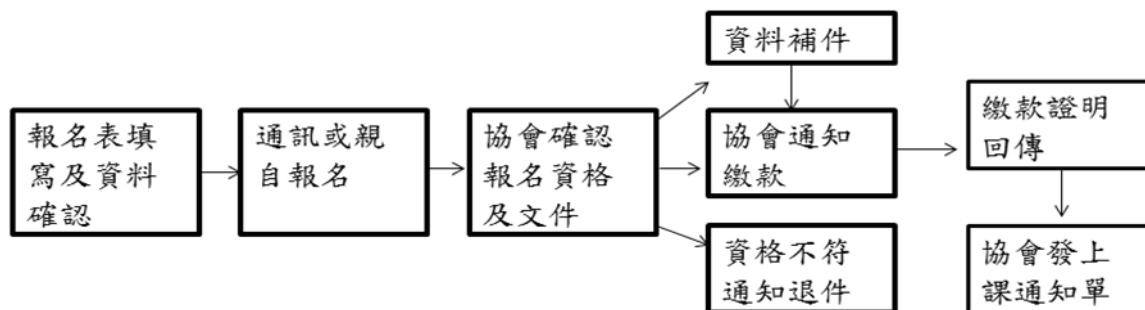 報名表填
寫及資料
確認
通訊或親
自報名
協會確認
報名資格
及文件
資料補件
協會通知
繳款
資格不符
通知退件
繳款證明
回傳
協會發上
課通知單